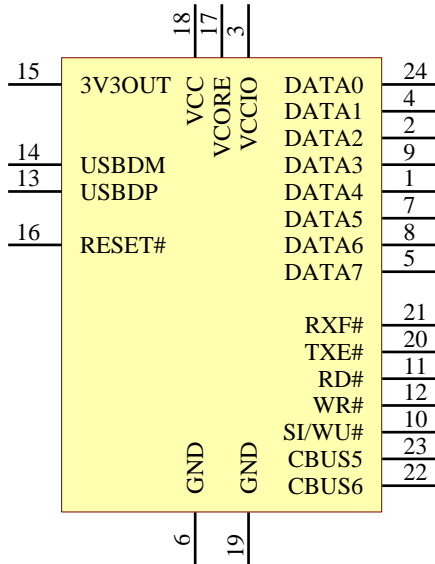 18 17 3
15 3V3OUT VCC VCORE VCCIO DATA0 24
DATA1 4
DATA2 2
14 USBDM DATA3 9
13 USBDP DATA4 1
DATA5 7
16 RESET# DATA6 8
DATA7 5
RXF# 21
TXE# 20
RD# 11
WR# 12
SI/WU# 10
GND GND CBUS5 23
CBUS6 22
6 19